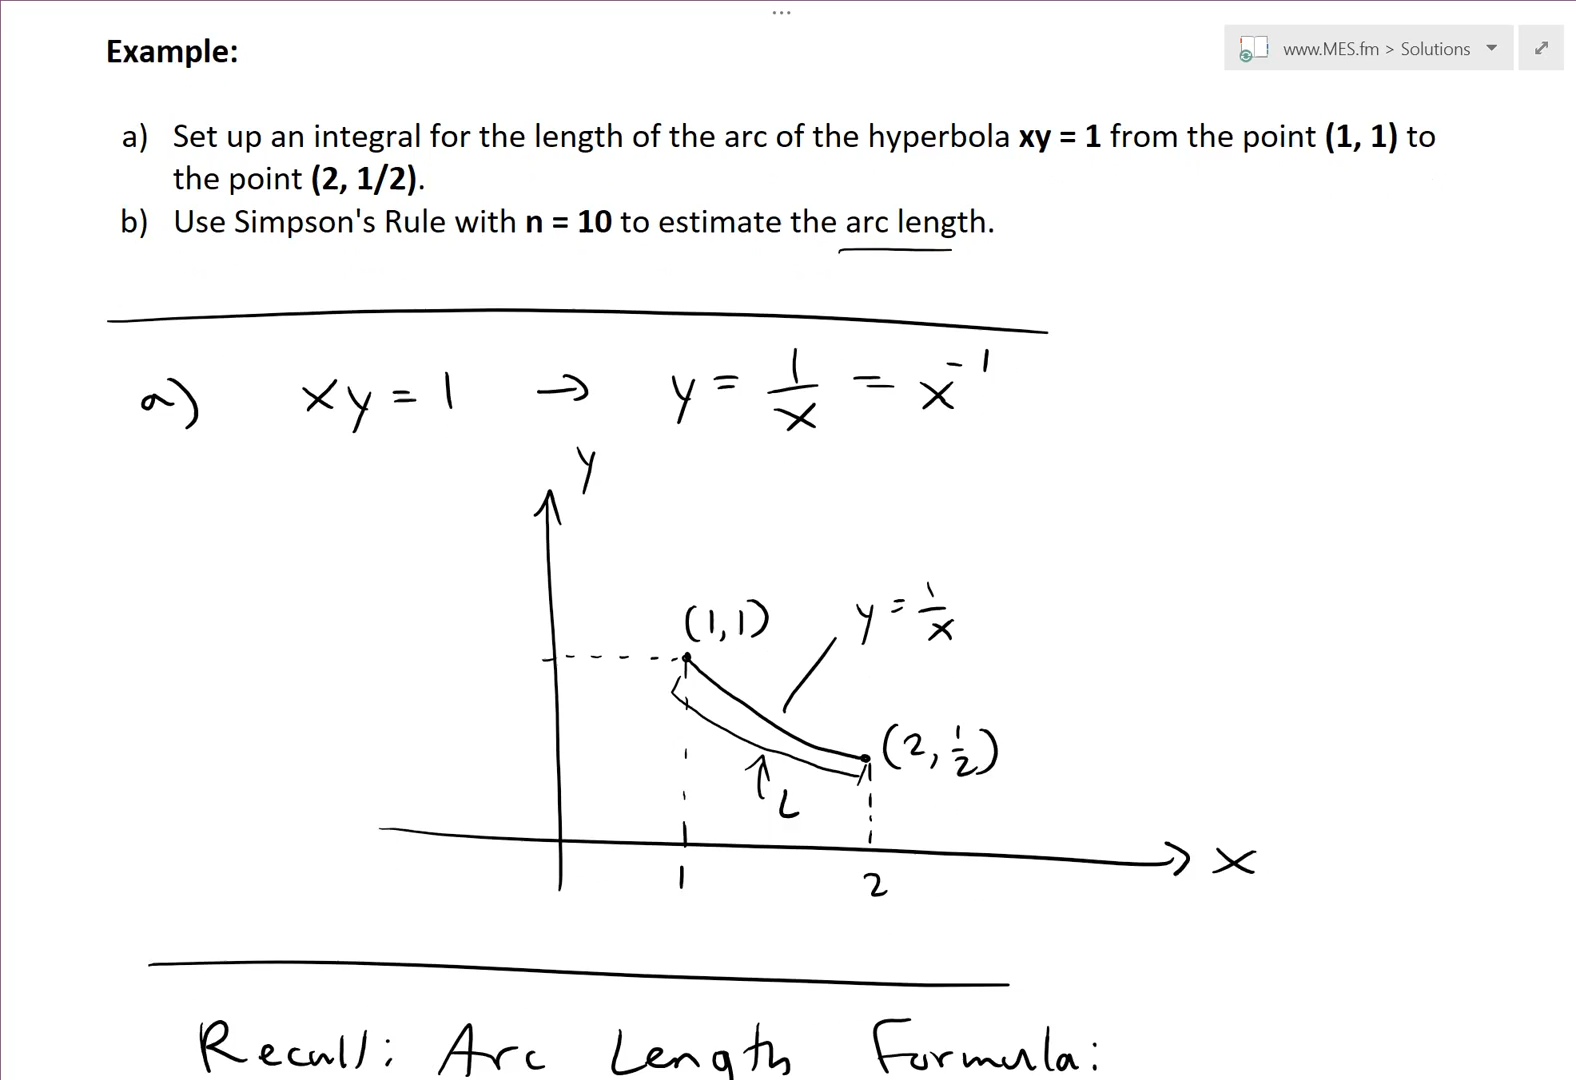 ...
www.MES.fm > Solutions
Example:
a) Set up an integral for the length of the arc of the hyperbola xy = 1 from the point (1, 1) to
the point (2, 1/2).
b) Use Simpson's Rule with n = 10 to estimate the arc length.
a) xy = 1 → y = 1/x = x⁻¹
y
(1,1)
y = 1/x
(2, 1/2)
L
x
1
2
Recall: Arc Length Formula: